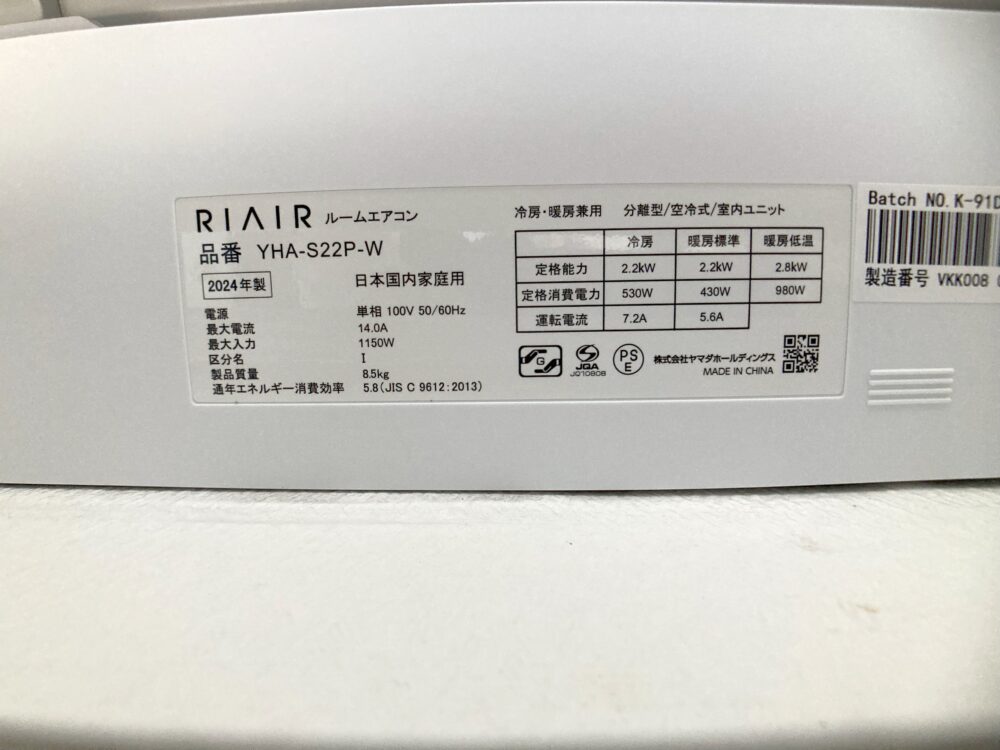 RIAIR ルームエアコン
品番 YHA-S22P-W
2024年製 日本国内家庭用
電源 単相 100V 50/60Hz
最大電流 14.0A
最大入力 1150W
区分名 I
製品質量 8.5kg
通年エネルギー消費効率 5.8(JIS C 9612:2013)
冷房・暖房兼用 分離型/空冷式/室内ユニット
冷房 暖房標準 暖房低温
定格能力 2.2kW 2.2kW 2.8kW
定格消費電力 530W 430W 980W
運転電流 7.2A 5.6A
G JQA PSE
JQ1080B
株式会社ヤマダホールディングス
MADE IN CHINA
Batch NO. K-91D
製造番号 VKK008